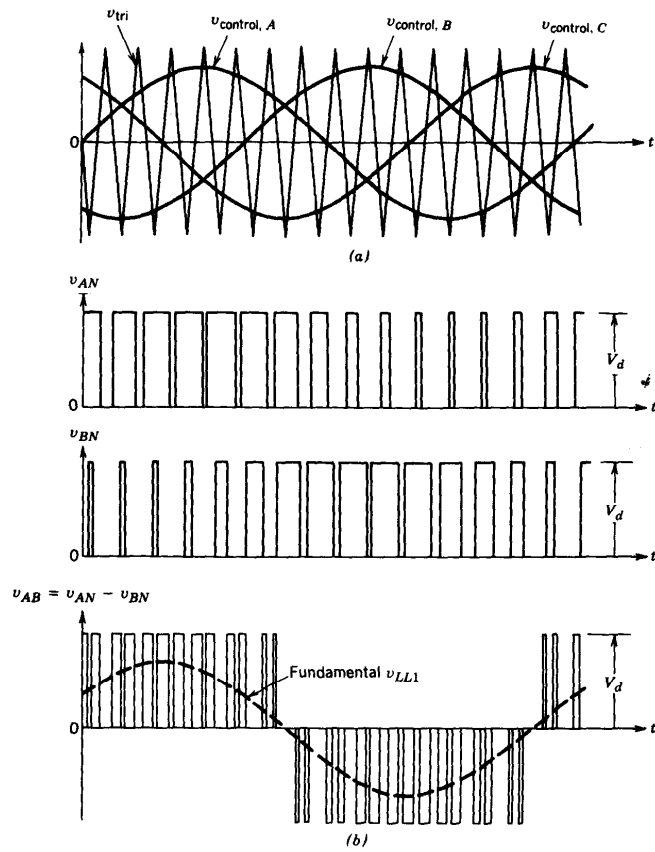 v_tri
v_control, A
v_control, B
v_control, C
0
t
(a)
v_AN
V_d
0
t
v_BN
V_d
0
t
v_AB = v_AN − v_BN
Fundamental v_LL1
V_d
0
t
(b)